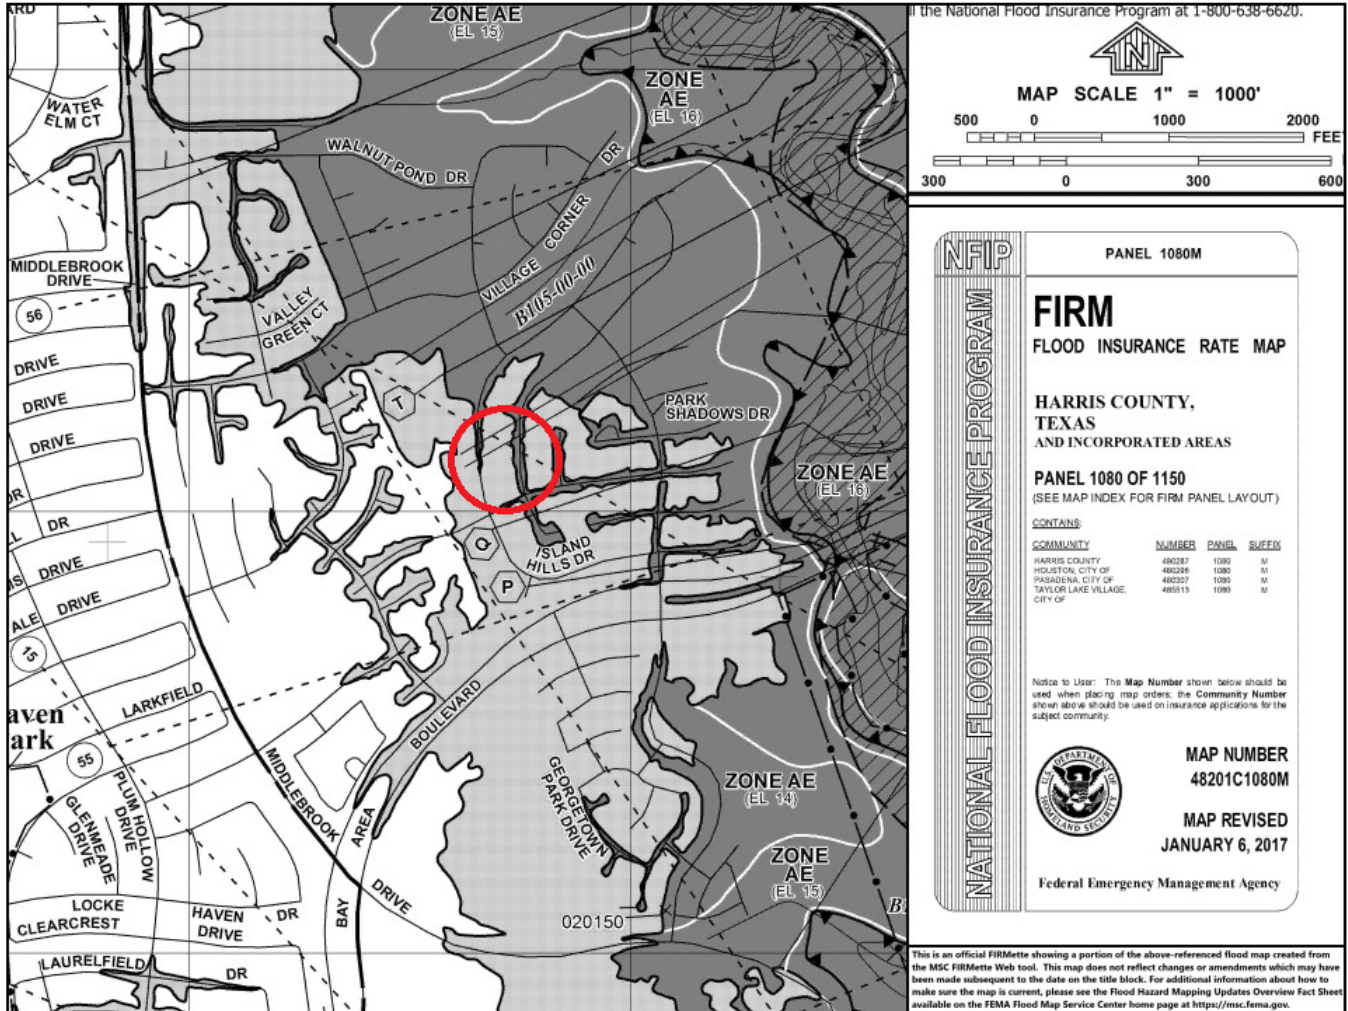 ARD
ZONE AE
(EL 15)
WATER
ELM CT
ZONE
AE
(EL 16)
WALNUT POND DR
VILLAGE CORNER DR
B105-00-00
MIDDLEBROOK
DRIVE
56
VALLEY
GREEN CT
DRIVE
DRIVE
DRIVE
DR
DR
DRIVE
DRIVE
ALE
15
T
PARK
SHADOWS DR
ZONE AE
(EL 16)
Q
ISLAND
HILLS DR
P
LARKFIELD
aven
ark
55
PLUM HOLLOW
DRIVE
GLENMEADE
DRIVE
MIDDLEBROOK DRIVE
BAY AREA BOULEVARD
GEORGETOWN
PARK DRIVE
ZONE AE
(EL 14)
ZONE
AE
(EL 15)
LOCKE
HAVEN DR
CLEARCREST
DRIVE
LAURELFIELD DR
020150
ll the National Flood Insurance Program at 1-800-638-6620.
N
MAP SCALE 1" = 1000'
500 0 1000 2000
FEE
300 0 300 600
NFIP
NATIONAL FLOOD INSURANCE PROGRAM
PANEL 1080M
FIRM
FLOOD INSURANCE RATE MAP
HARRIS COUNTY,
TEXAS
AND INCORPORATED AREAS
PANEL 1080 OF 1150
(SEE MAP INDEX FOR FIRM PANEL LAYOUT)
CONTAINS:
COMMUNITY NUMBER PANEL SUFFIX
HARRIS COUNTY 480287 1080 M
HOUSTON, CITY OF 480296 1080 M
PASADENA, CITY OF 480307 1080 M
TAYLOR LAKE VILLAGE, 485513 1080 M
CITY OF
Notice to User: The Map Number shown below should be
used when placing map orders; the Community Number
shown above should be used on insurance applications for the
subject community.
U.S. DEPARTMENT OF
HOMELAND SECURITY
MAP NUMBER
48201C1080M
MAP REVISED
JANUARY 6, 2017
Federal Emergency Management Agency
This is an official FIRMette showing a portion of the above-referenced flood map created from
the MSC FIRMette Web tool. This map does not reflect changes or amendments which may have
been made subsequent to the date on the title block. For additional information about how to
make sure the map is current, please see the Flood Hazard Mapping Updates Overview Fact Sheet
available on the FEMA Flood Map Service Center home page at https://msc.fema.gov.